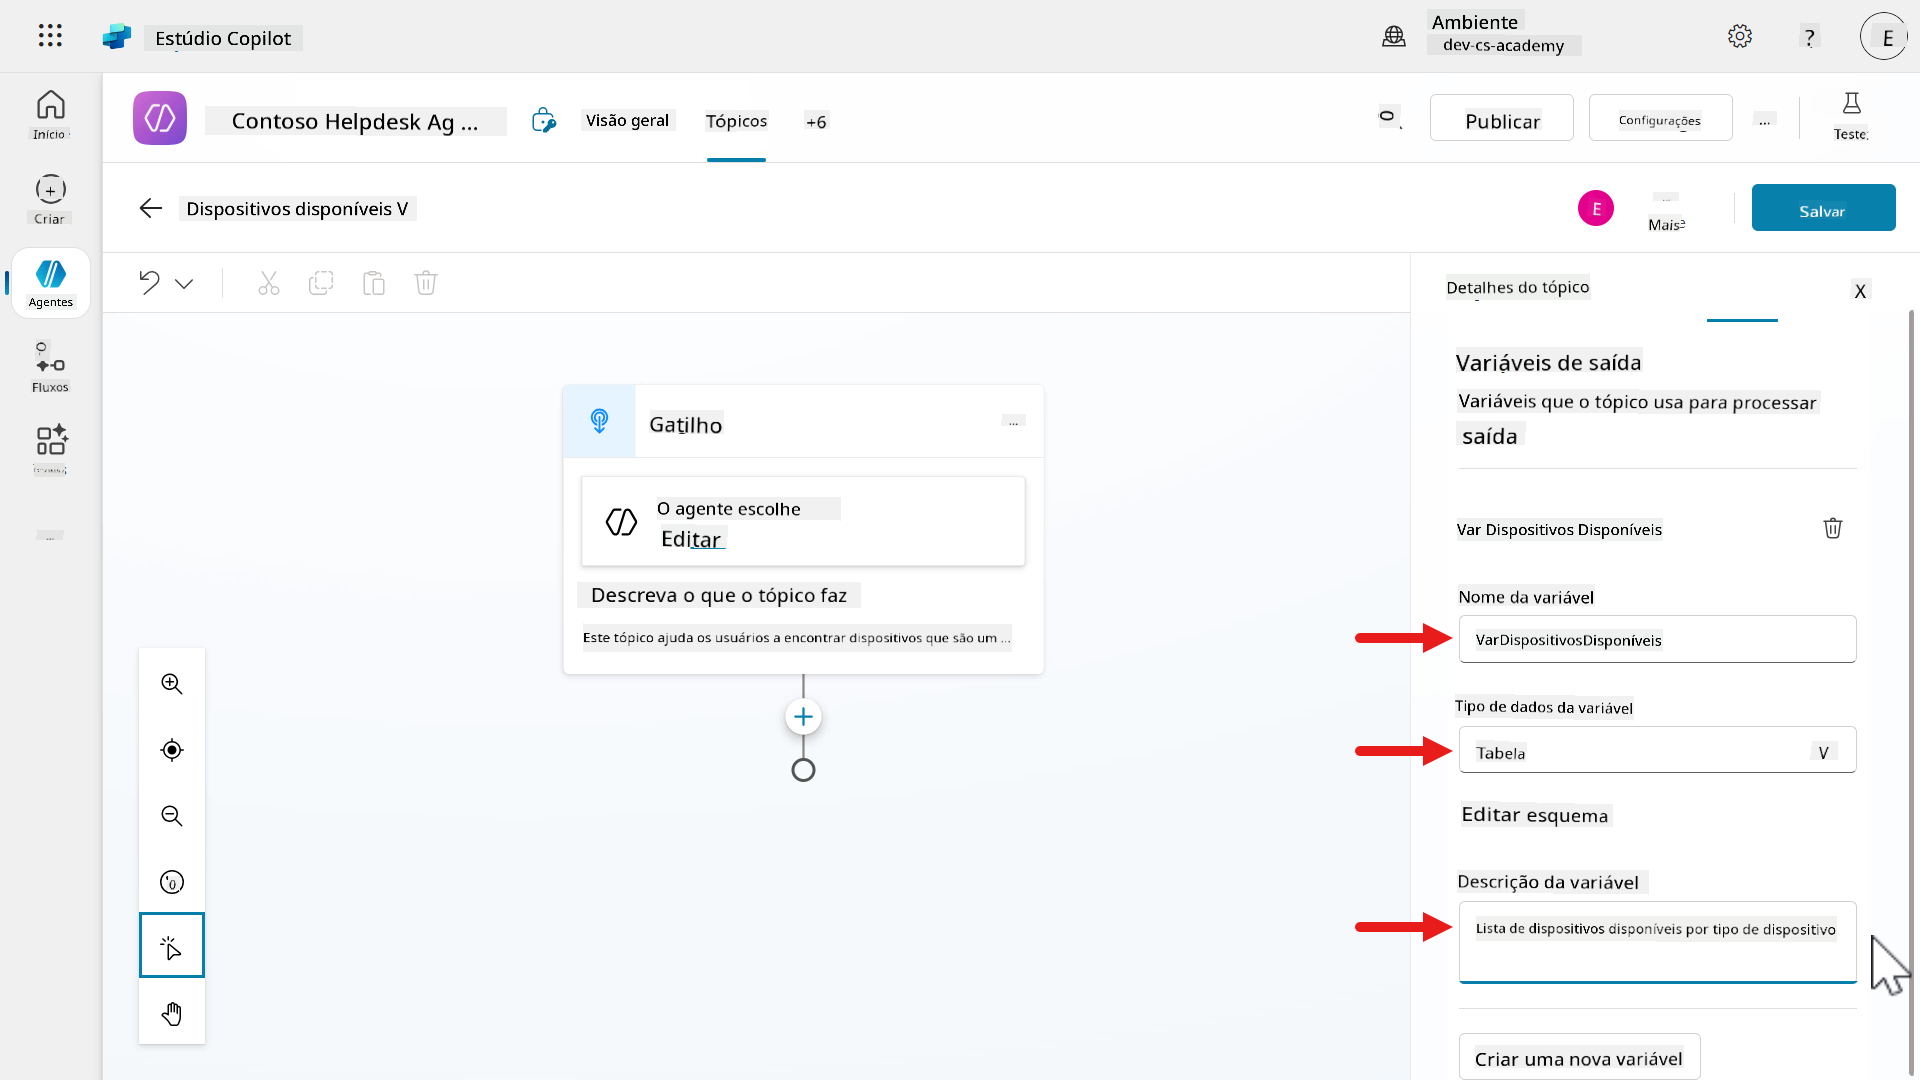 Estúdio Copilot
Ambiente
dev-cs-academy
?
E
Início
Criar
Agentes
Fluxos
...
Contoso Helpdesk Ag ...
Visão geral
Tópicos
+6
Publicar
Configurações
...
Teste
Dispositivos disponíveis V
E
...
Mais
Salvar
Gatilho
...
O agente escolhe
Editar
Descreva o que o tópico faz
Este tópico ajuda os usuários a encontrar dispositivos que são um ...
Detalhes do tópico
X
Variáveis de saída
Variáveis que o tópico usa para processar
saída
Var Dispositivos Disponíveis
Nome da variável
VarDispositivosDisponíveis
Tipo de dados da variável
Tabela
V
Editar esquema
Descrição da variável
Lista de dispositivos disponíveis por tipo de dispositivo
Criar uma nova variável